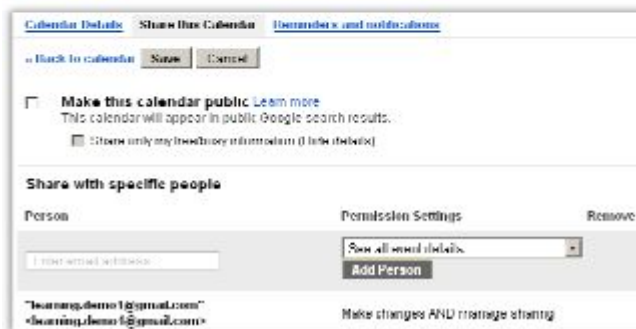 Calendar Details Share this Calendar Reminders and notifications
« Back to calendar Save Cancel
Make this calendar public Learn more
This calendar will appear in public Google search results.
Share only my free/busy information (Hide details)
Share with specific people
Person Permission Settings Remove
Enter email address See all event details
Add Person
"learning.demo1@gmail.com"
<learning.demo1@gmail.com> Make changes AND manage sharing